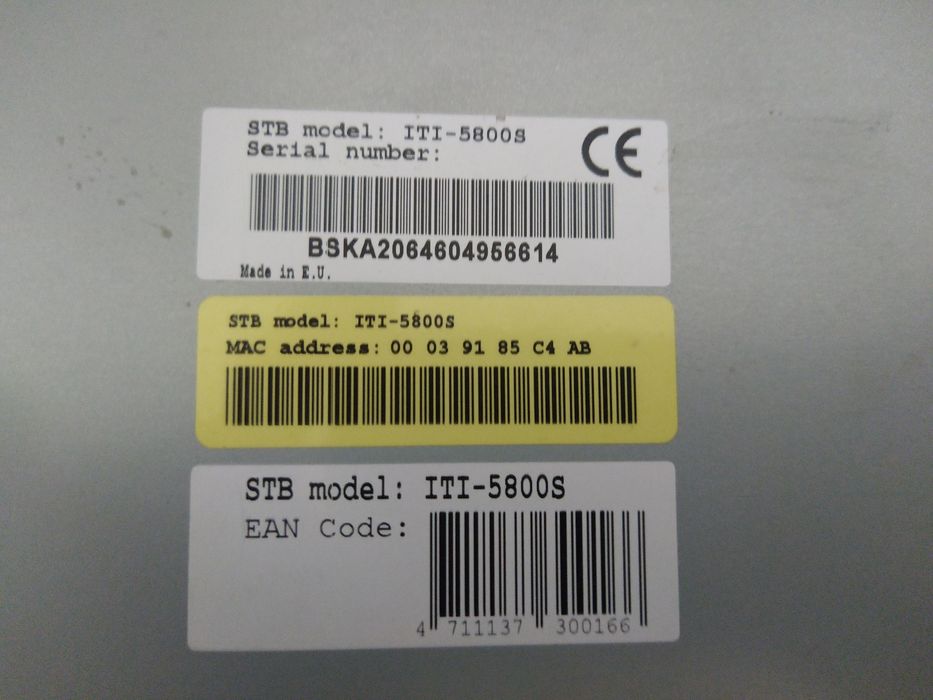 STB model: ITI-5800S
Serial number:
CE
BSKA2064604956614
Made in E.U.
STB model: ITI-5800S
MAC address: 00 03 91 85 C4 AB
STB model: ITI-5800S
EAN Code:
4 711137 300166